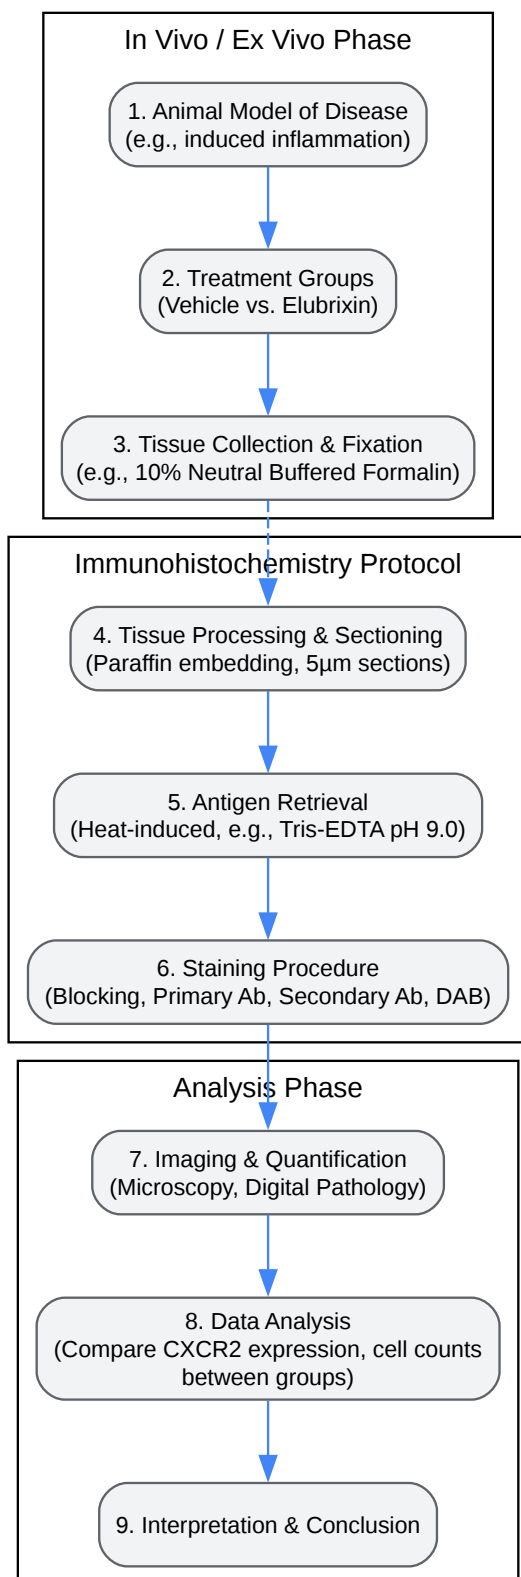 In Vivo / Ex Vivo Phase
1. Animal Model of Disease
(e.g., induced inflammation)
2. Treatment Groups
(Vehicle vs. Elubrixin)
3. Tissue Collection & Fixation
(e.g., 10% Neutral Buffered Formalin)
Immunohistochemistry Protocol
4. Tissue Processing & Sectioning
(Paraffin embedding, 5µm sections)
5. Antigen Retrieval
(Heat-induced, e.g., Tris-EDTA pH 9.0)
6. Staining Procedure
(Blocking, Primary Ab, Secondary Ab, DAB)
Analysis Phase
7. Imaging & Quantification
(Microscopy, Digital Pathology)
8. Data Analysis
(Compare CXCR2 expression, cell counts
between groups)
9. Interpretation & Conclusion